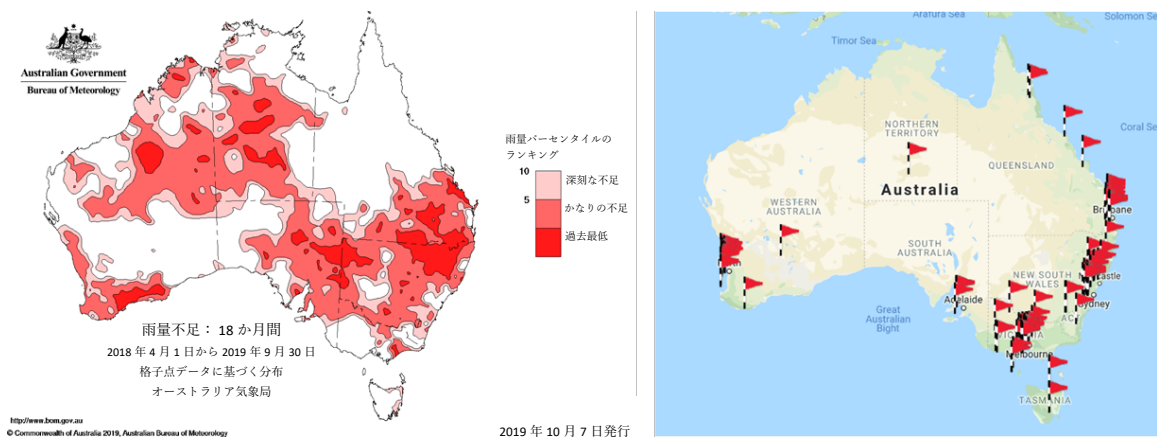 Australian Government
Bureau of Meteorology
雨量パーセンタイルの
ランキング
10
深刻な不足
5
かなりの不足
過去最低
雨量不足：18 か月間
2018 年 4 月 1 日から 2019 年 9 月 30 日
格子点データに基づく分布
オーストラリア気象局
http://www.bom.gov.au
© Commonwealth of Australia 2019, Australian Bureau of Meteorology
2019 年 10 月 7 日発行
Arafura Sea
Solomon Sea
Timor Sea
Coral Se
NORTHERN
TERRITORY
QUEENSLAND
Australia
WESTERN
AUSTRALIA
Brisbane
SOUTH
AUSTRALIA
NEW SOUTH
WALES
Adelaide
Sydney
Great
Australian
Bight
Melbourne
TASMANIA